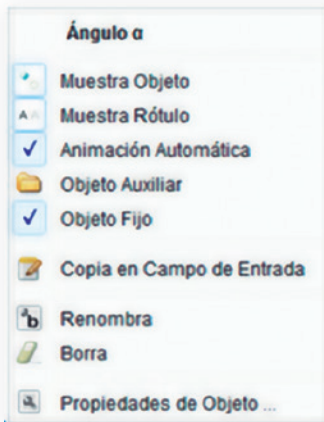 Ángulo α
Muestra Objeto
A A Muestra Rótulo
Animación Automática
Objeto Auxiliar
Objeto Fijo
Copia en Campo de Entrada
ab Renombra
Borra
Propiedades de Objeto ...